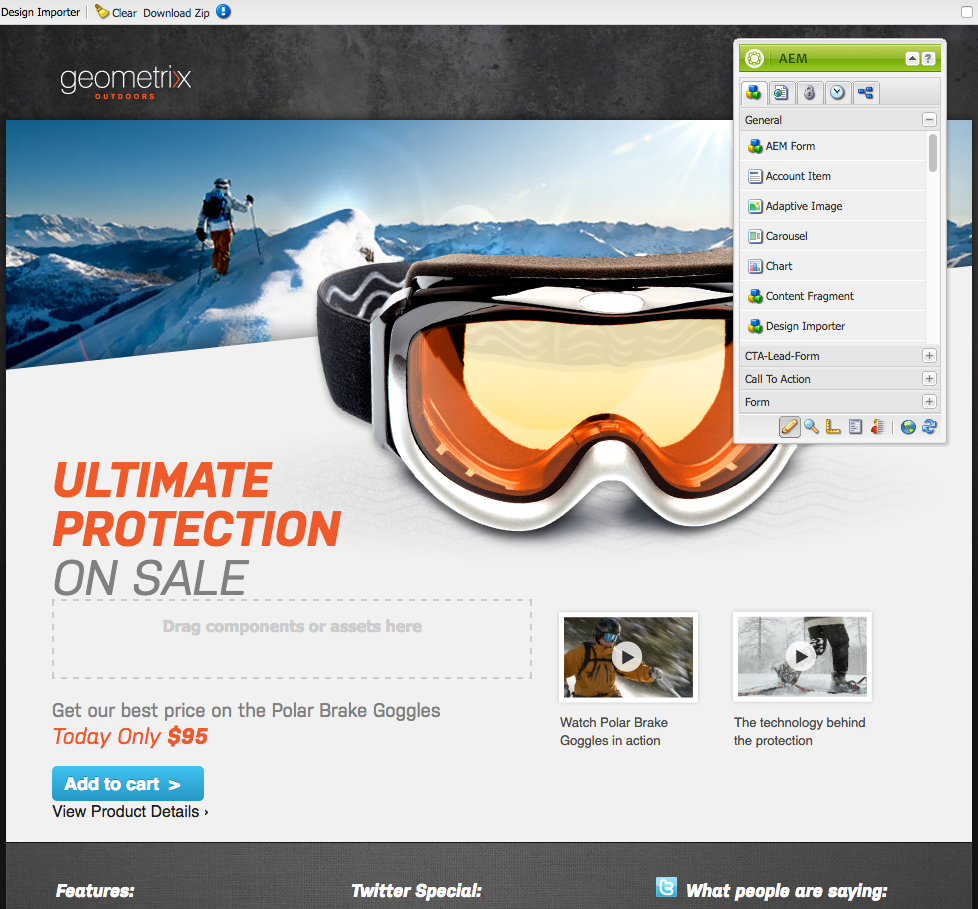 Design Importer
Clear
Download Zip
geometrixx
OUTDOORS
AEM
?
General
AEM Form
Account Item
Adaptive Image
Carousel
Chart
Content Fragment
Design Importer
CTA-Lead-Form
Call To Action
Form
ULTIMATE
PROTECTION
ON SALE
Drag components or assets here
Get our best price on the Polar Brake Goggles
Today Only $95
Add to cart >
View Product Details ›
Watch Polar Brake
Goggles in action
The technology behind
the protection
Features:
Twitter Special:
What people are saying: